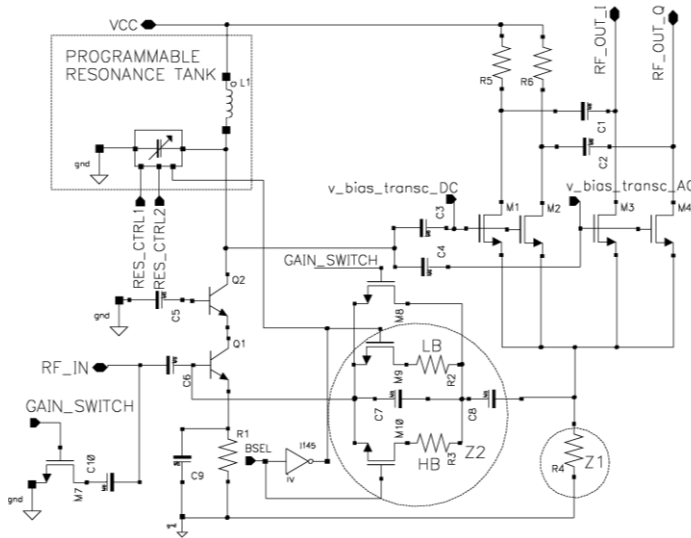 VCC
PROGRAMMABLE
RESONANCE TANK
L1
gnd
RES_CTRL1
RES_CTRL2
R5
R6
RF_OUT_I
RF_OUT_Q
C1
C2
v_bias_transc_DC
v_bias_transc_AC
C3
C4
M1
M2
M3
M4
GAIN_SWITCH
M8
Q2
C5
gnd
Q1
RF_IN
C6
GAIN_SWITCH
C10
M7
gnd
C9
R1
BSEL
I145
IV
LB
M9
R2
C7
C8
M10
HB
R3
Z2
Z1
R4